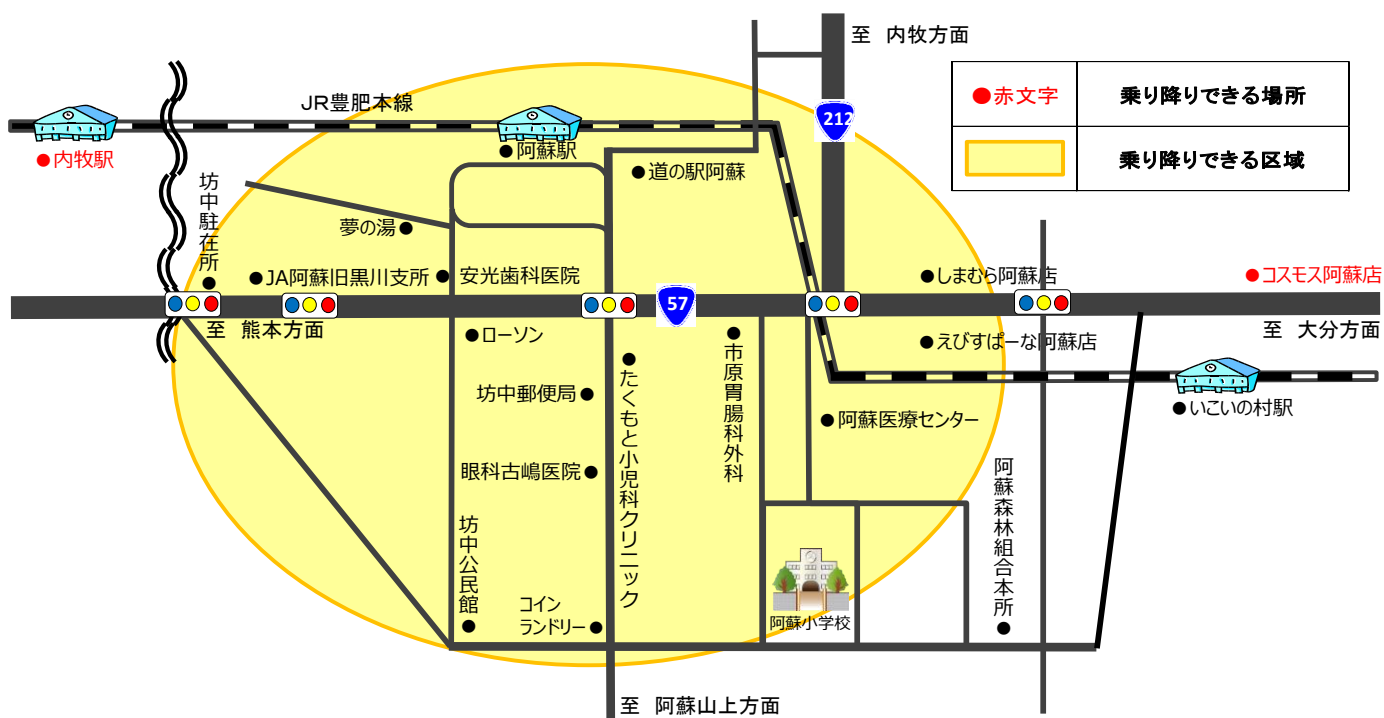 至 内牧方面
●赤文字 乗り降りできる場所
乗り降りできる区域
JR豊肥本線
212
●内牧駅
●阿蘇駅
●道の駅阿蘇
坊中駐在所
夢の湯●
●JA阿蘇旧黒川支所
安光歯科医院
●しまむら阿蘇店
●コスモス阿蘇店
57
至 熊本方面
至 大分方面
●ローソン
市原胃腸科外科
●えびすぱーな阿蘇店
たくもと小児科クリニック
坊中郵便局●
●阿蘇医療センター
●いこいの村駅
眼科古嶋医院●
阿蘇森林組合本所
坊中公民館
コイン
ランドリー●
阿蘇小学校
至 阿蘇山上方面